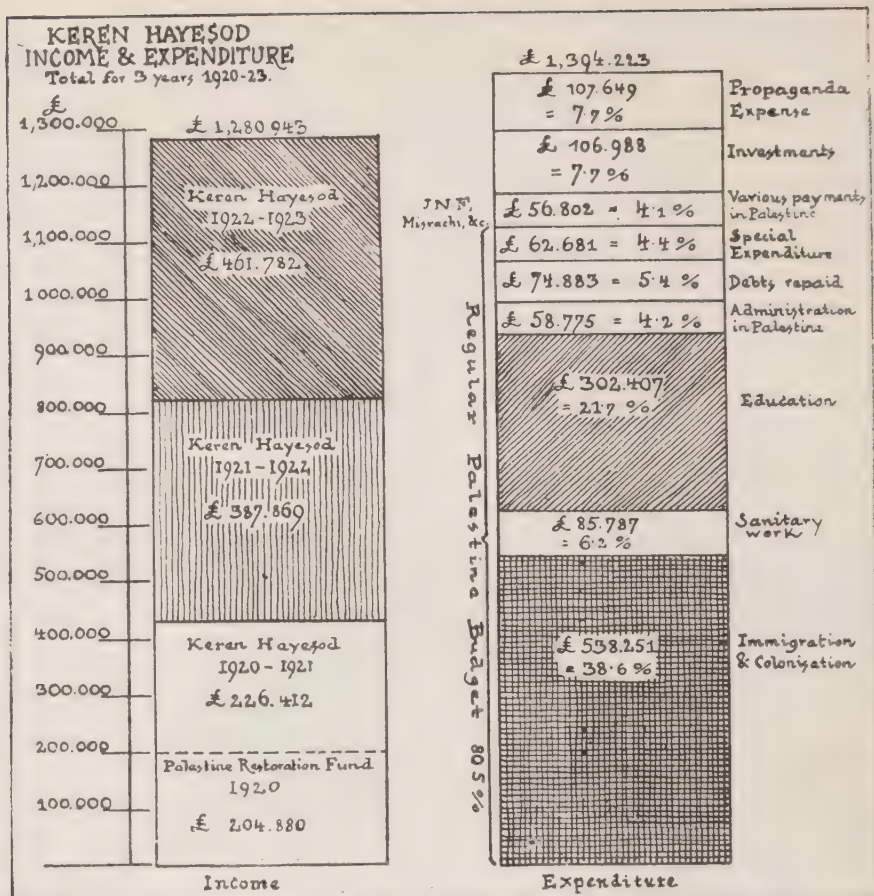 KEREN HAYESOD
INCOME & EXPENDITURE
Total for 3 years 1920-23.
£
1,300.000
1,200.000
1,100.000
1000.000
900.000
800.000
700.000
600.000
500.000
400.000
300.000
200.000
100.000
£ 1,280 943
Keren Hayesod
1922-1923
£ 461.782
Keren Hayesod
1921-1922
£ 387.869
Keren Hayesod
1920-1921
£ 226.412
Palestine Restoration Fund
1920
£ 204.880
Income
JNF,
Misrachi, &c.
Regular Palestine Budget 805%
£ 1,394.223
£ 107.649
= 7.7%
Propaganda
Expense
£ 106.988
= 7.7%
Investments
£ 56.802 = 4.1 %
Various payments
in Palestine
£ 62.681 = 4.4 %
Special
Expenditure
£ 74.883 = 5.4 %
Debts repaid
£ 58.775 = 4.2 %
Administration
in Palestine
£ 302.407
= 21.7 %
Education
£ 85.787
= 6.2 %
Sanitary
work
£ 538.251
= 38.6 %
Immigration
& Colonisation
Expenditure